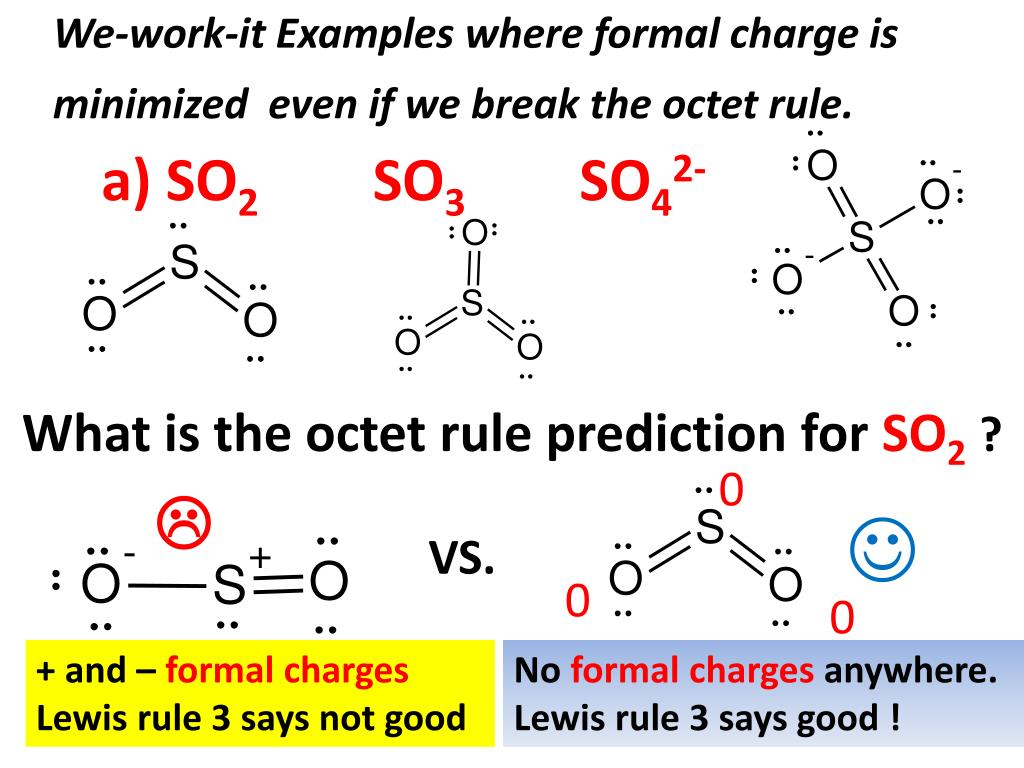 We-work-it Examples where formal charge is
minimized even if we break the octet rule.
a) SO₂ SO₃ SO₄²⁻
O
O -
S
O -
O
S
O O
O
S
O O
What is the octet rule prediction for SO₂ ?
O - S + O
VS.
0
S
O O
0 0
+ and – formal charges
Lewis rule 3 says not good
No formal charges anywhere.
Lewis rule 3 says good !